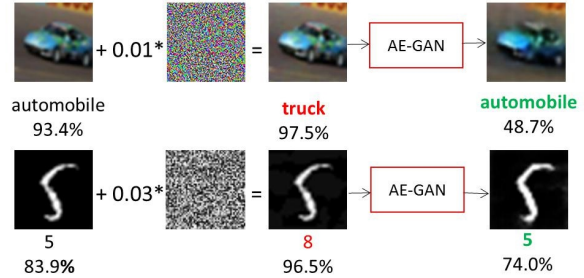 + 0.01* = AE-GAN
automobile truck automobile
93.4% 97.5% 48.7%
+ 0.03* = AE-GAN
5 8 5
83.9% 96.5% 74.0%